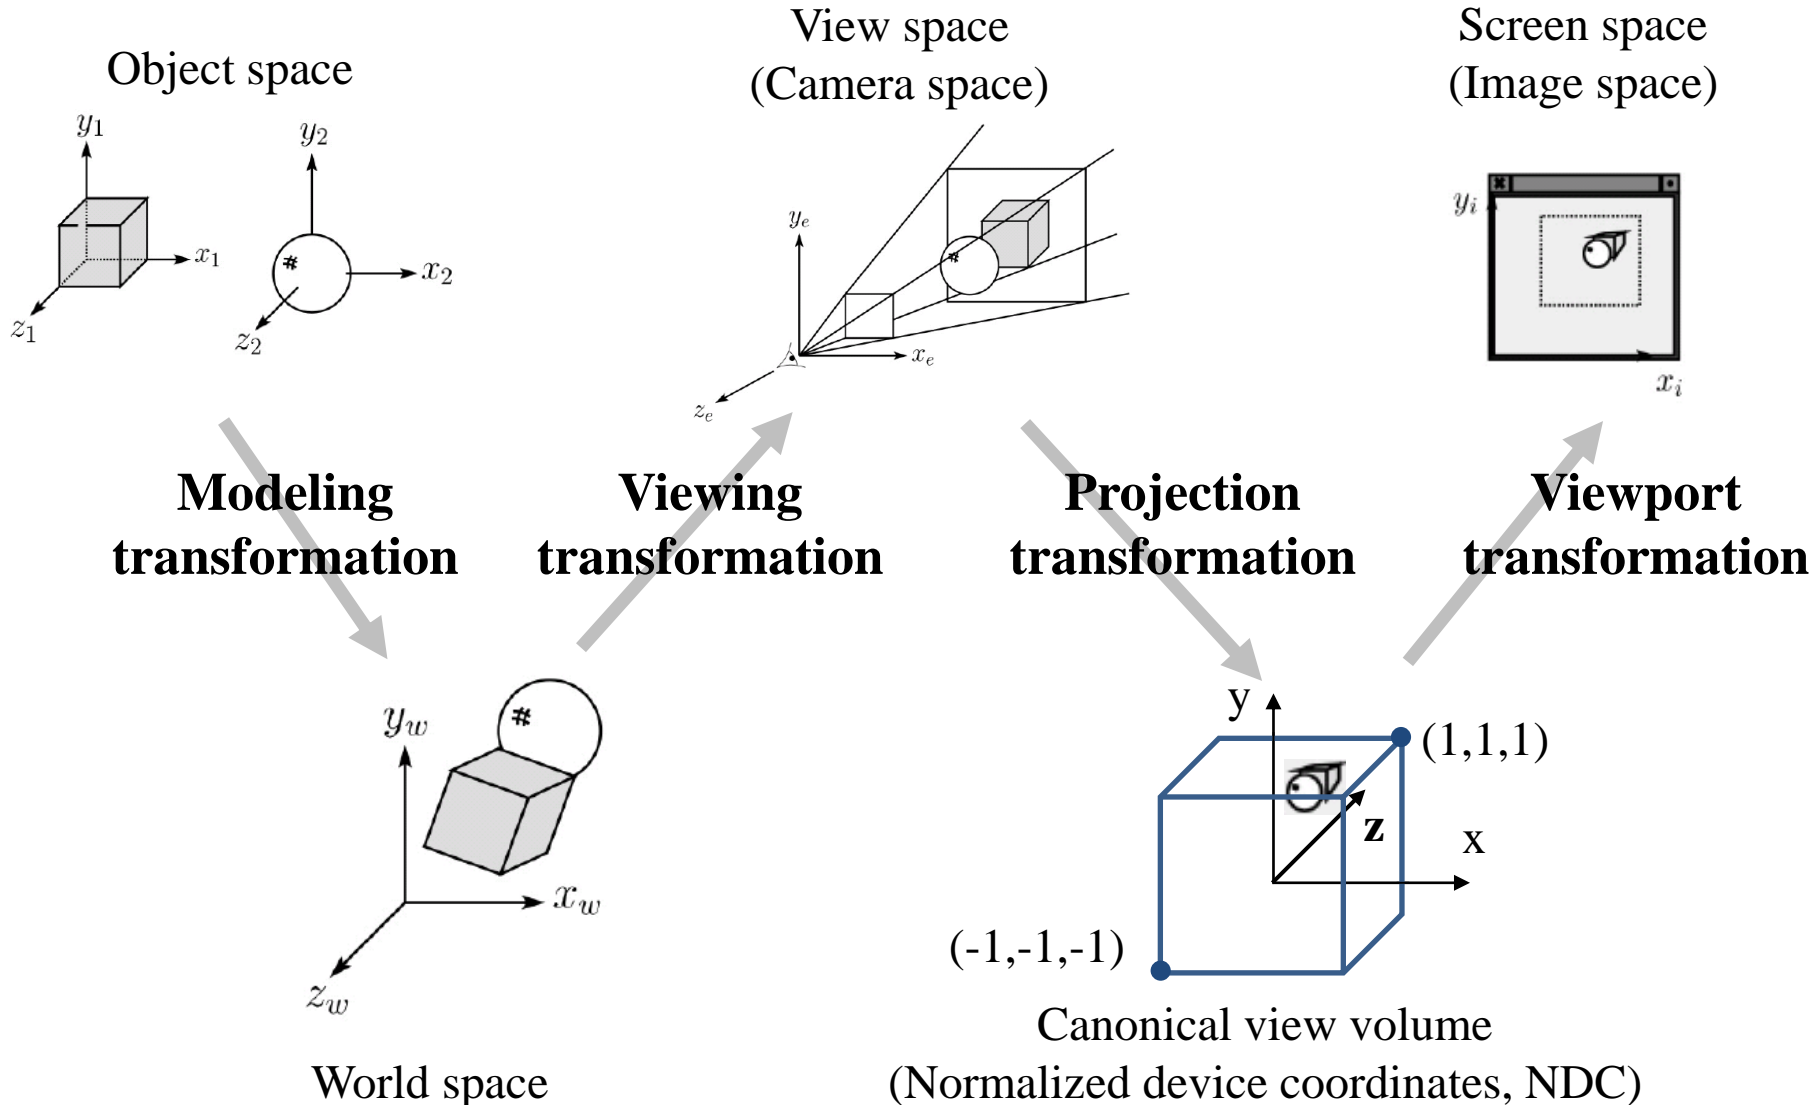 Object space
y1
x1
z1
y2
#
x2
z2
View space
(Camera space)
ye
#
xe
ze
Screen space
(Image space)
yi
xi
Modeling
transformation
Viewing
transformation
Projection
transformation
Viewport
transformation
yw
#
xw
zw
World space
y
(1,1,1)
z
x
(-1,-1,-1)
Canonical view volume
(Normalized device coordinates, NDC)